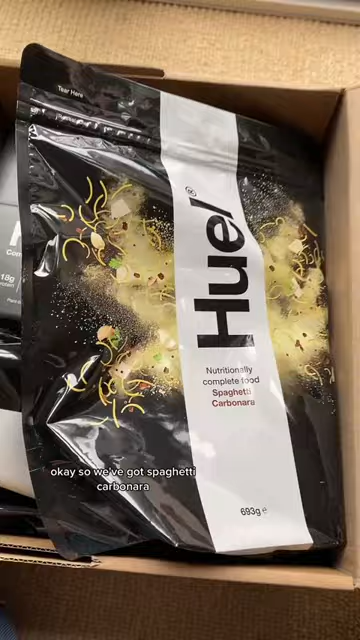 Tear Here
Huel®
Nutritionally
complete food
Spaghetti
Carbonara
693g e
18g
okay so we've got spaghetti
carbonara